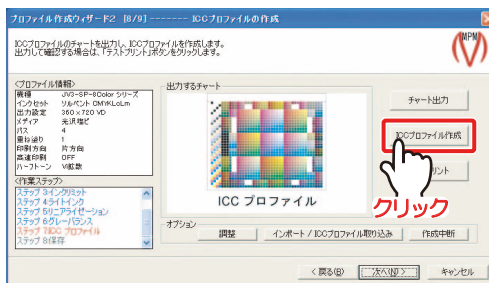 プロファイル作成ウィザード2 [8/9] ------- ICCプロファイルの作成
ICCプロファイルのチャートを出力し、ICCプロファイルを作成します。
出力して確認する場合は、「テストプリント」ボタンをクリックします。
MPM
<プロファイル情報>
機種 JV3-SP-8Color シリーズ
インクセット ソルベント CMYKLcLm
出力設定 360 x 720 VD
メディア 光沢塩ビ
パス 4
重ね塗り 1
印刷方向 片方向
高速印刷 OFF
ハーフトーン V拡散
<作業ステップ>
ステップ 3:インクリミット
ステップ 4:ライトインク
ステップ 5:リニアライゼーション
ステップ 6:グレーバランス
ステップ 7:ICC プロファイル
ステップ 8:保存
出力するチャート
ICC プロファイル
チャート出力
ICCプロファイル作成
リント
クリック
オプション
調整
インポート / ICCプロファイル取り込み
作成中断
< 戻る(B)
次へ(N) >
キャンセル